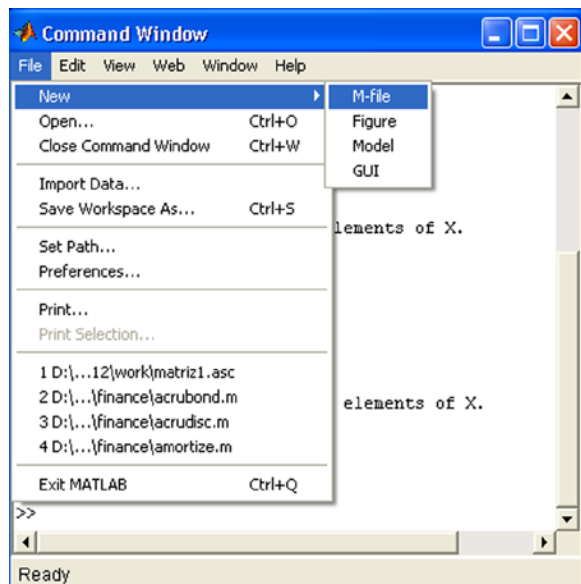 Command Window
File Edit View Web Window Help
New
M-file
Open... Ctrl+O
Figure
Close Command Window Ctrl+W
Model
GUI
Import Data...
Save Workspace As... Ctrl+S
lements of X.
Set Path...
Preferences...
Print...
Print Selection...
1 D:\...12\work\matriz1.asc
2 D:\...\finance\acrubond.m
elements of X.
3 D:\...\finance\acrudisc.m
4 D:\...\finance\amortize.m
Exit MATLAB Ctrl+Q
>>
Ready